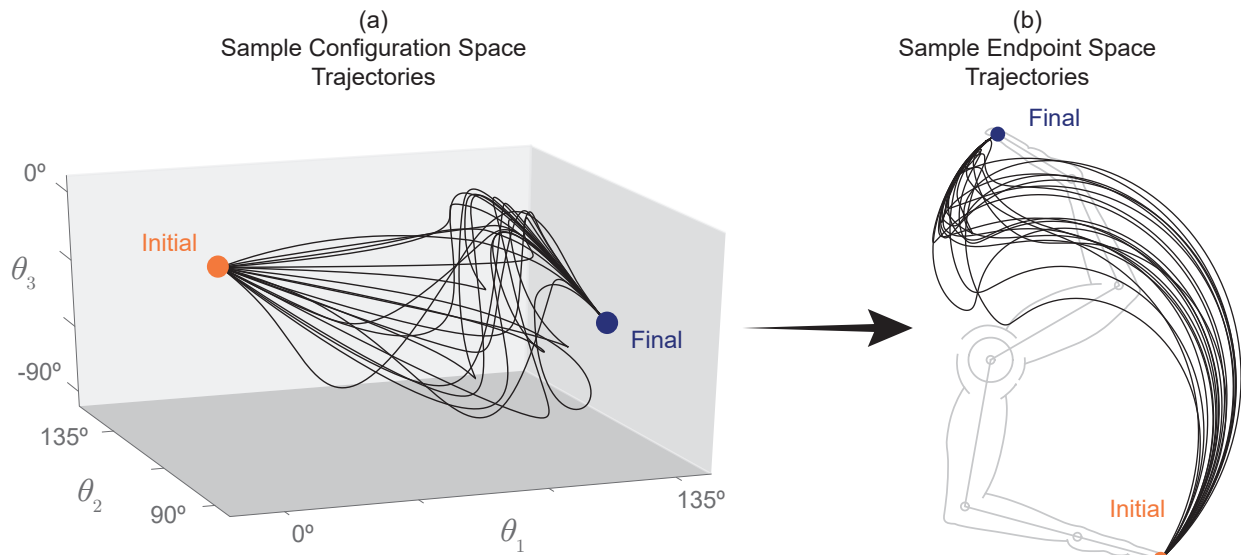 (a)
Sample Configuration Space
Trajectories
(b)
Sample Endpoint Space
Trajectories
Final
0º
Initial
θ3
Final
-90º
135º
θ2
90º
0º
θ1
135º
Initial